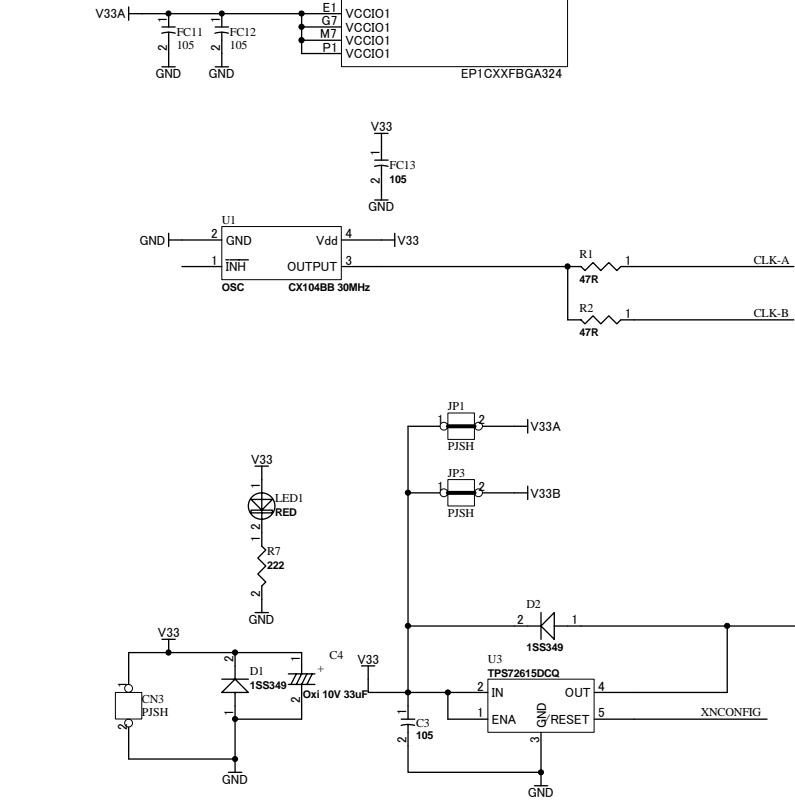 V33A
1
FC11
105
2
GND
1
FC12
105
2
GND
E1 VCCIO1
G7 VCCIO1
M7 VCCIO1
P1 VCCIO1
EP1CXXFBGA324
V33
1
FC13
105
2
GND
U1
GND 2 GND Vdd 4 V33
1 INH OUTPUT 3
OSC CX104BB 30MHz
R1
1
47R
CLK-A
R2
1
47R
CLK-B
JP1
1 2 V33A
PJSH
JP3
1 2 V33B
PJSH
V33
1
LED1
RED
2
1
R7
222
2
GND
V33
1
CN3
PJSH
2
2
D1
1SS349
1
GND
1
+
C4
Oxi 10V 33uF
2
D2
2 1
1SS349
V33
U3
TPS72615DCQ
2 IN OUT 4
1 ENA GND /RESET 5
XNCONFIG
3
1
C3
105
2
GND